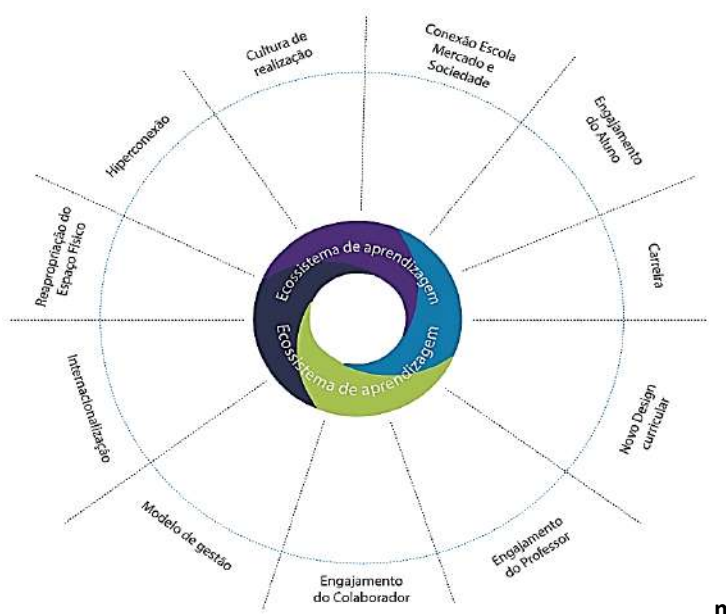 Cultura de
realização
Conexão Escola
Mercado e
Sociedade
Engajamento
do Aluno
Carreira
Novo Design
curricular
Engajamento
do Professor
Engajamento
do Colaborador
Modelo de gestão
Internacionalização
Reapropriação do
Espaço Físico
Hiperconexão
Ecossistema de aprendizagem
Ecossistema de aprendizagem